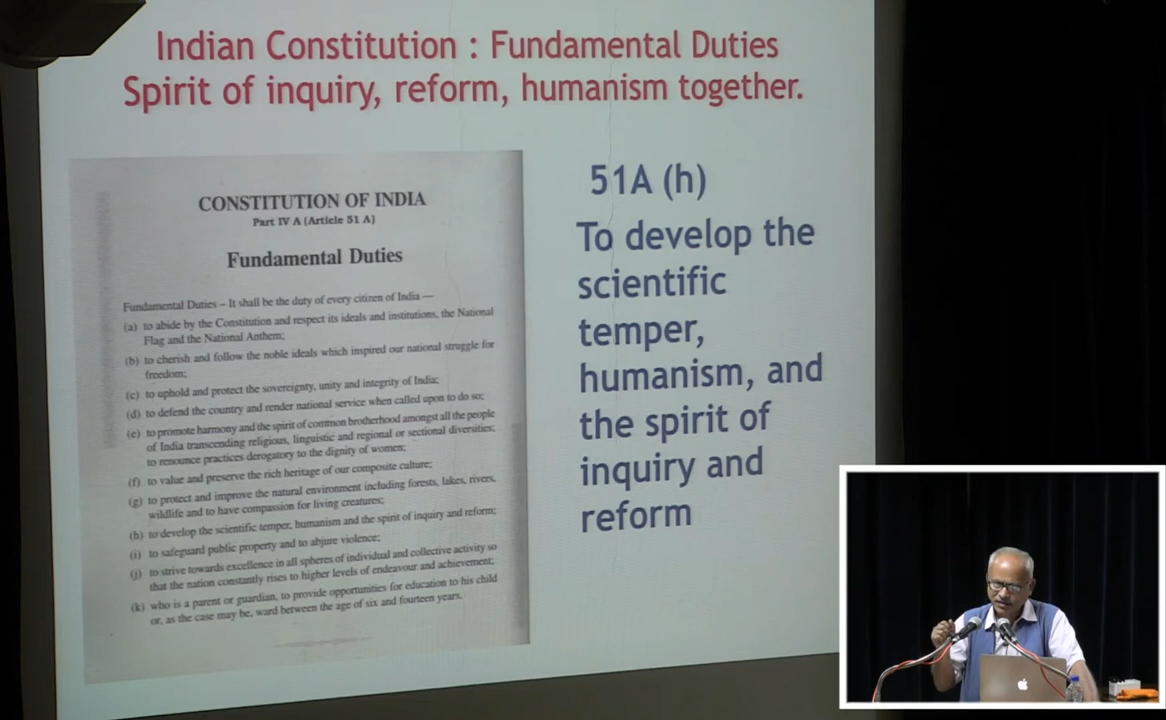 Indian Constitution : Fundamental Duties
Spirit of inquiry, reform, humanism together.
CONSTITUTION OF INDIA
Part IV A (Article 51 A)
Fundamental Duties
Fundamental Duties – It shall be the duty of every citizen of India —
(a) to abide by the Constitution and respect its ideals and institutions, the National
Flag and the National Anthem;
(b) to cherish and follow the noble ideals which inspired our national struggle for
freedom;
(c) to uphold and protect the sovereignty, unity and integrity of India;
(d) to defend the country and render national service when called upon to do so;
(e) to promote harmony and the spirit of common brotherhood amongst all the people
of India transcending religious, linguistic and regional or sectional diversities;
to renounce practices derogatory to the dignity of women;
(f) to value and preserve the rich heritage of our composite culture;
(g) to protect and improve the natural environment including forests, lakes, rivers,
wildlife and to have compassion for living creatures;
(h) to develop the scientific temper, humanism and the spirit of inquiry and reform;
(i) to safeguard public property and to abjure violence;
(j) to strive towards excellence in all spheres of individual and collective activity so
that the nation constantly rises to higher levels of endeavour and achievement;
(k) who is a parent or guardian, to provide opportunities for education to his child
or, as the case may be, ward between the age of six and fourteen years.
51A (h)
To develop the
scientific
temper,
humanism, and
the spirit of
inquiry and
reform